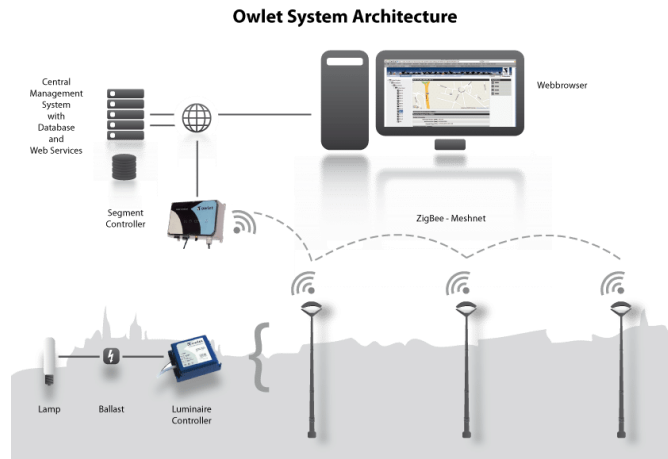 Owlet System Architecture
Central
Management
System
with
Database
and
Web Services
Webbrowser
Segment
Controller
ZigBee - Meshnet
Lamp
Ballast
Luminaire
Controller